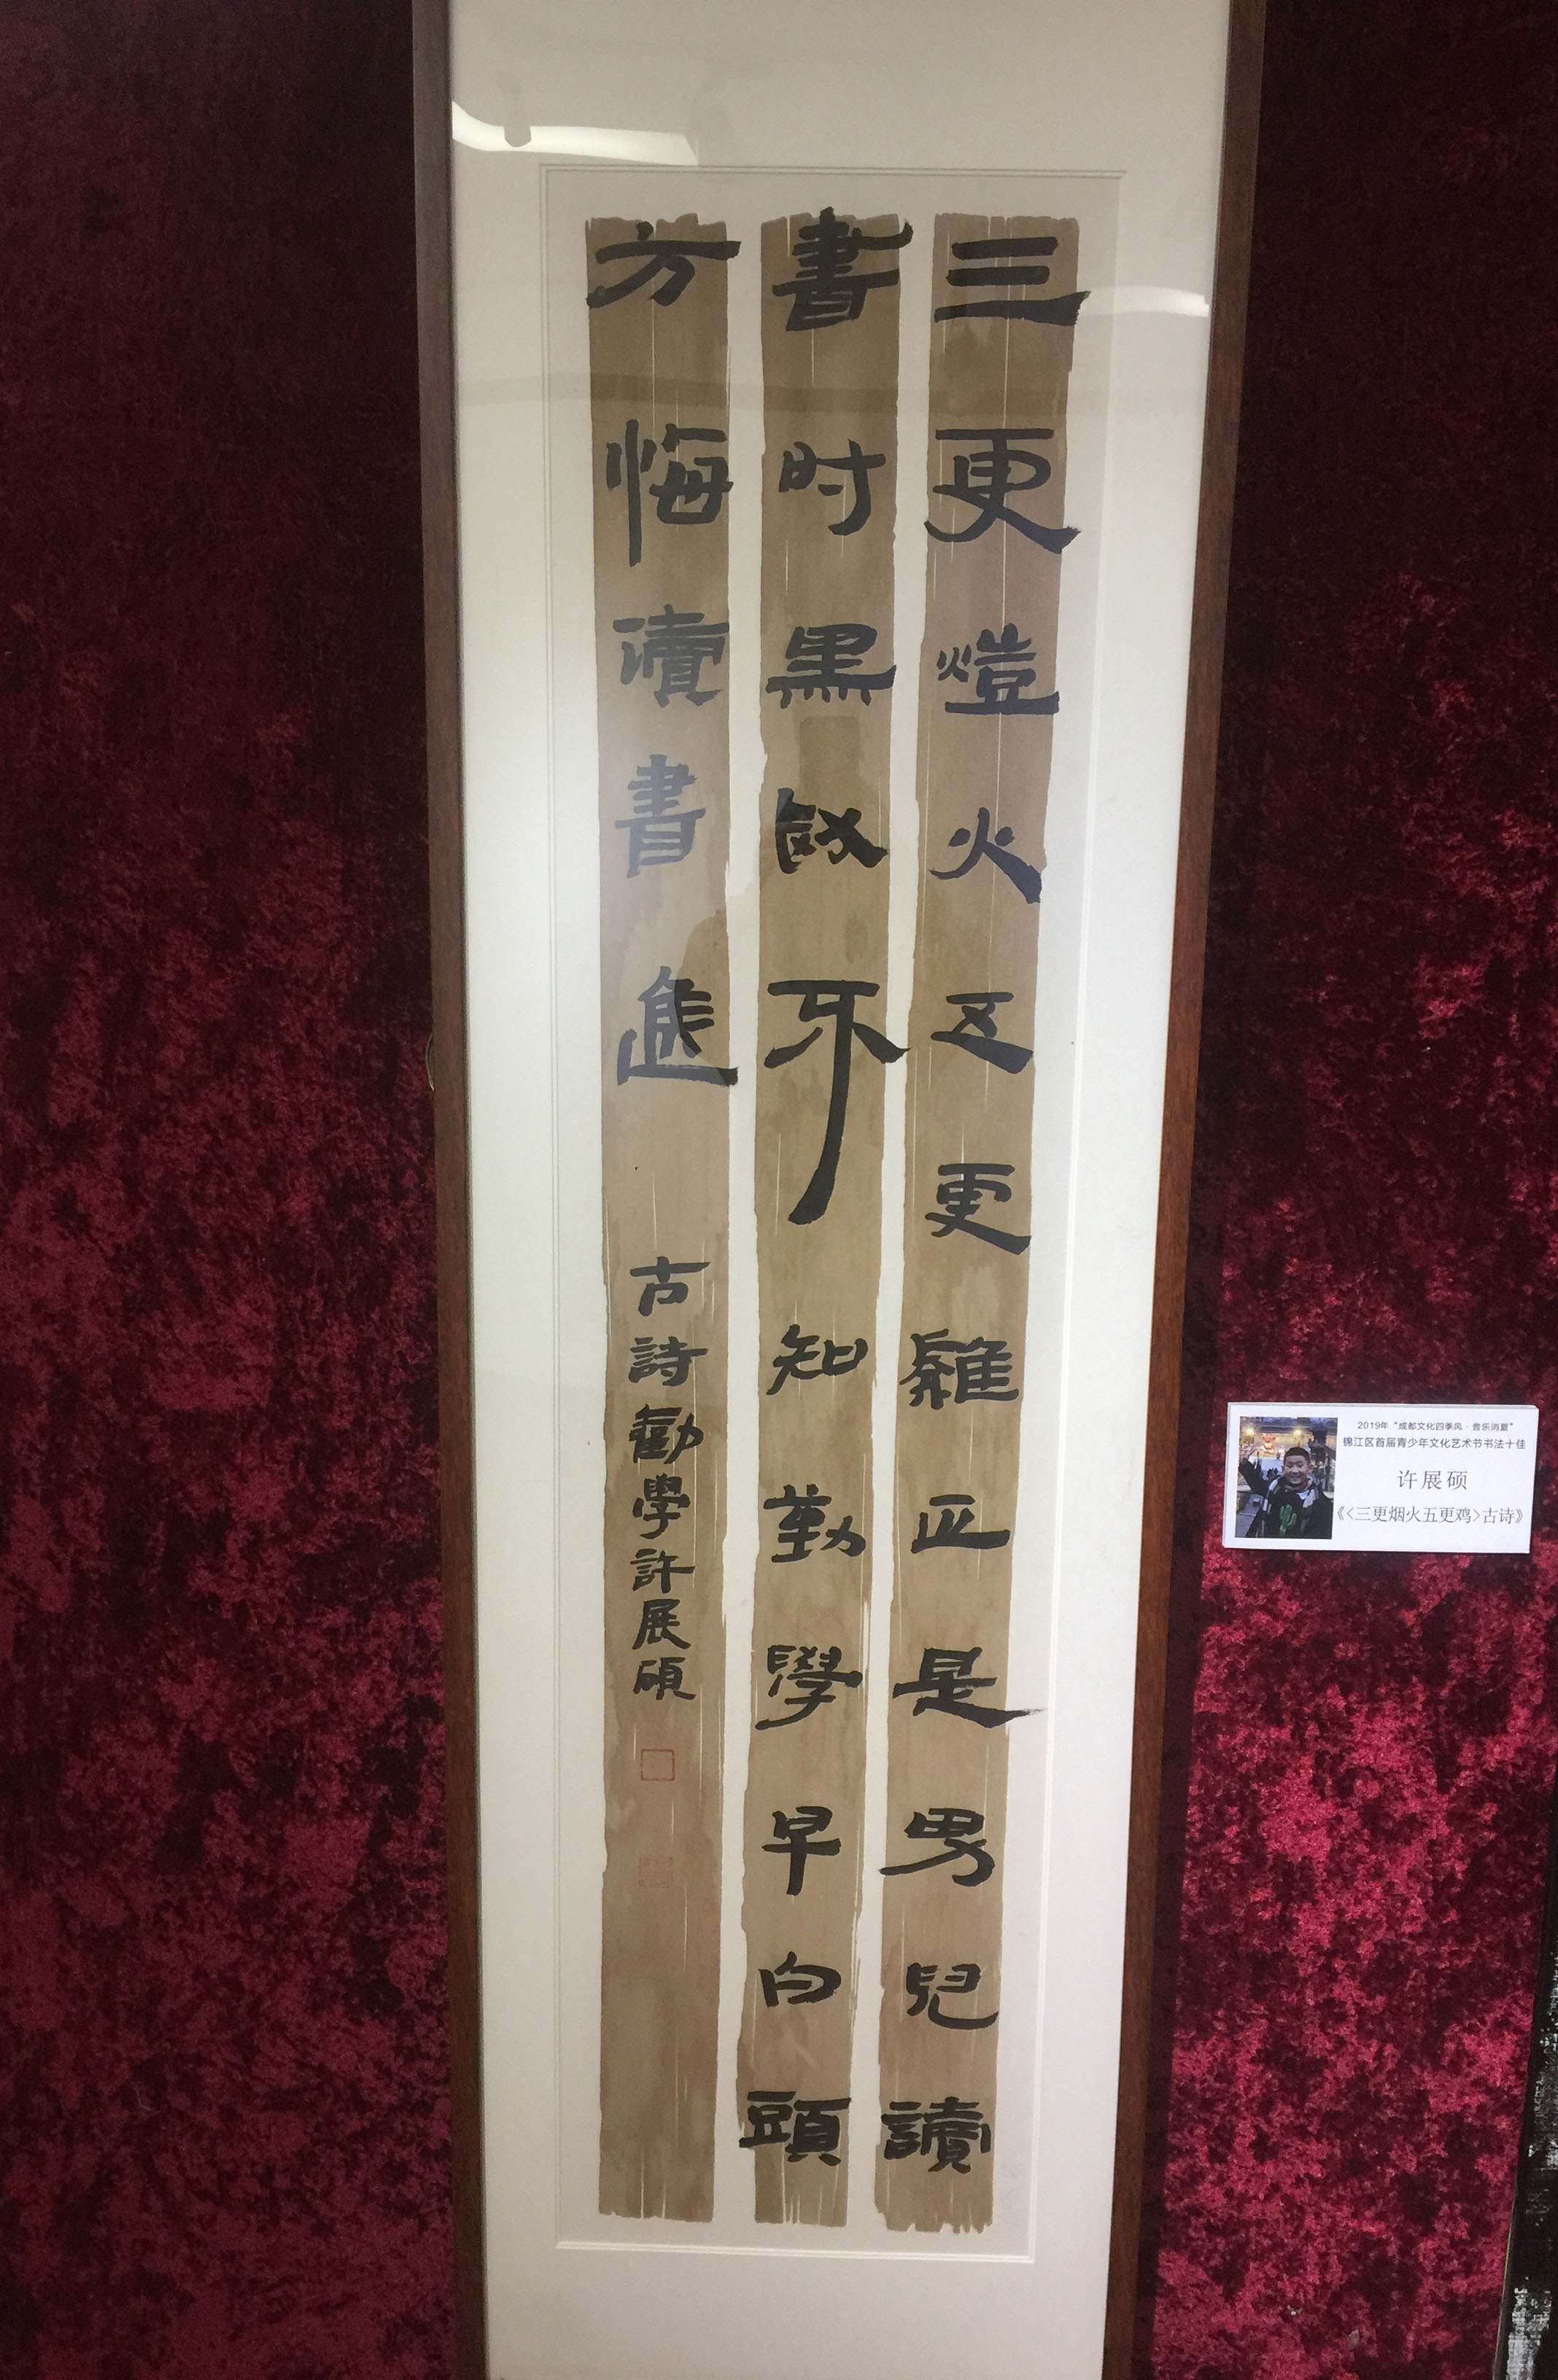 三更燈火五更雞正是男兒讀
書时黑髮不知勤學早白頭
方悔讀書遲
古詩勸學許展碩
2019年“成都文化四季风·音乐消夏”
锦江区首届青少年文化艺术节书法十佳
许展硕
《<三更烟火五更鸡>古诗》